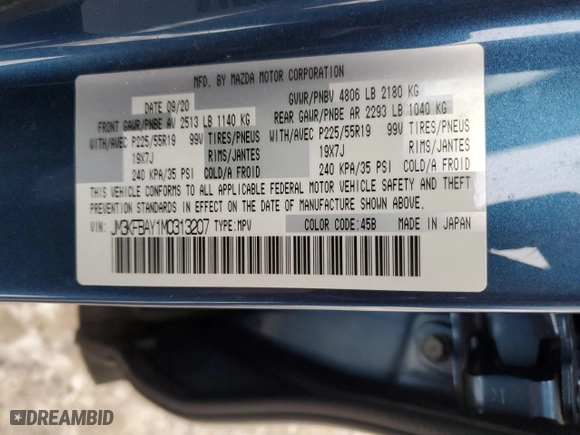 MFD. BY MAZDA MOTOR CORPORATION
DATE 09/20
GVWR/PNBV 4806 LB 2180 KG
FRONT GAWR/PNBE AV 2513 LB 1140 KG
REAR GAWR/PNBE AR 2293 LB 1040 KG
WITH/AVEC P225/55R19 99V TIRES/PNEUS
WITH/AVEC P225/55R19 99V TIRES/PNEUS
19X7J RIMS/JANTES
19X7J RIMS/JANTES
240 KPA/35 PSI COLD/A FROID
240 KPA/35 PSI COLD/A FROID
THIS VEHICLE CONFORMS TO ALL APPLICABLE FEDERAL MOTOR VEHICLE SAFETY AND THEFT
PREVENTION STANDARDS IN EFFECT ON THE DATE OF MANUFACTURE SHOWN ABOVE.
VIN: JM3KFBAY1M0313207 TYPE:MPV
COLOR CODE:45B
MADE IN JAPAN
DREAMBID